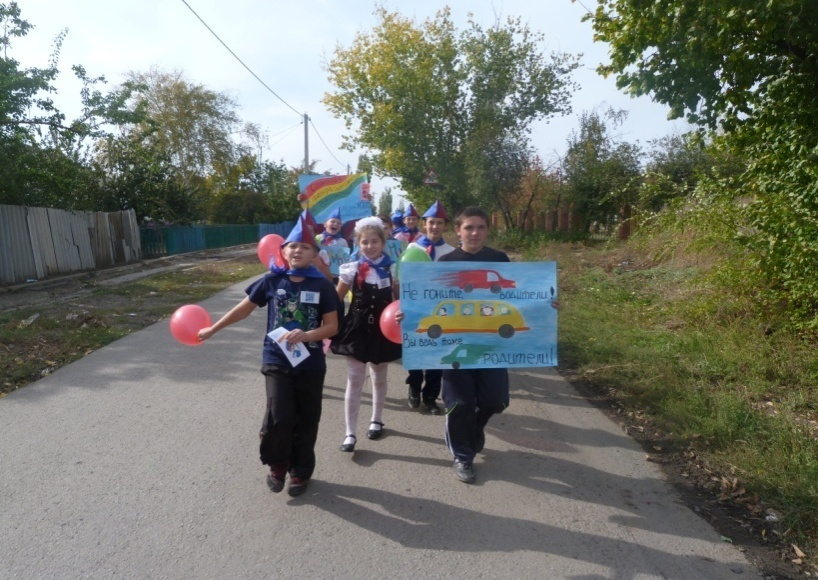 Не гоните водители!
Вы ведь тоже
родители!